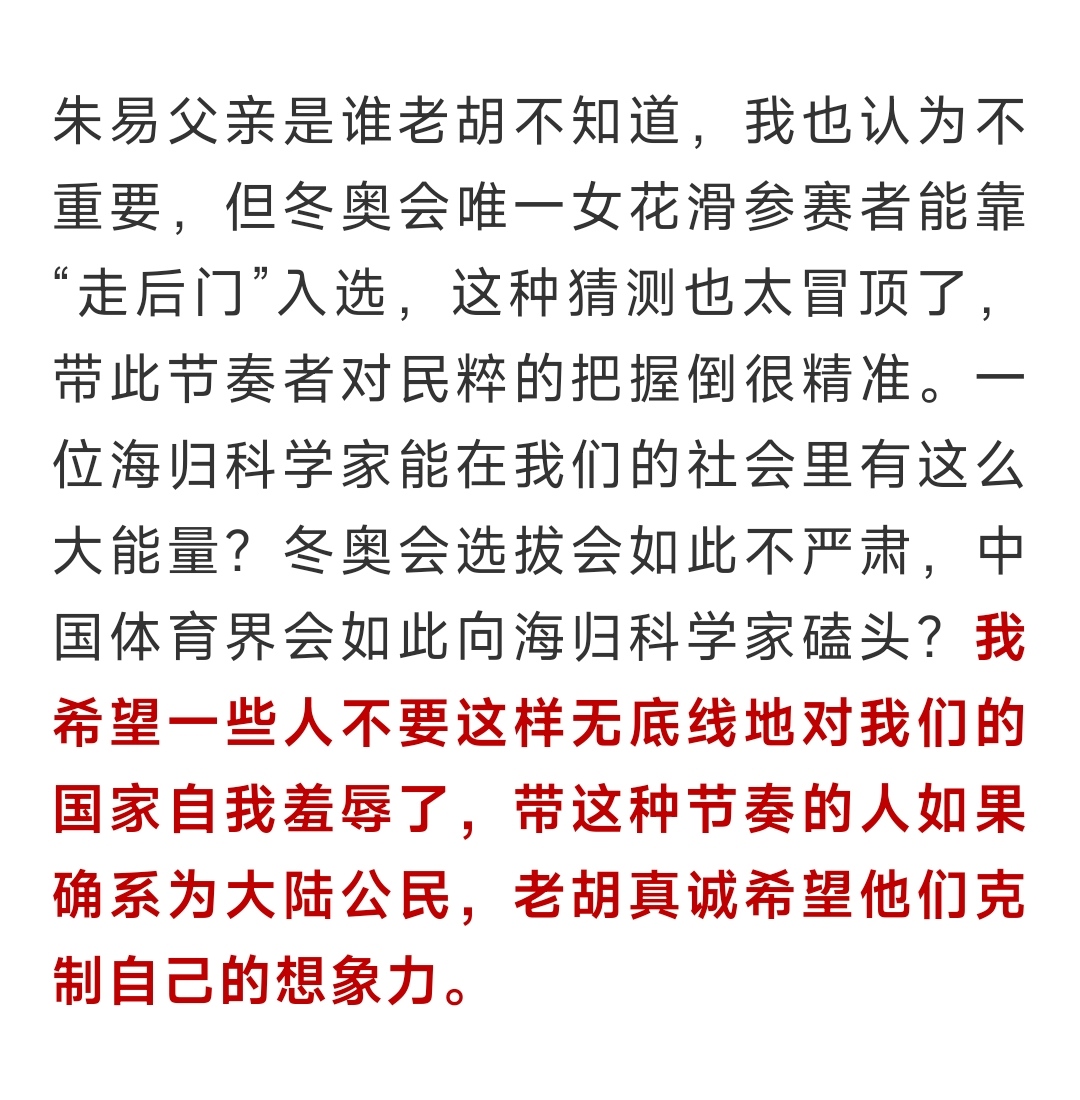 朱易父亲是谁老胡不知道，我也认为不
重要，但冬奥会唯一女花滑参赛者能靠
“走后门”入选，这种猜测也太冒顶了，
带此节奏者对民粹的把握倒很精准。一
位海归科学家能在我们的社会里有这么
大能量？冬奥会选拔会如此不严肃，中
国体育界会如此向海归科学家磕头？我
希望一些人不要这样无底线地对我们的
国家自我羞辱了，带这种节奏的人如果
确系为大陆公民，老胡真诚希望他们克
制自己的想象力。